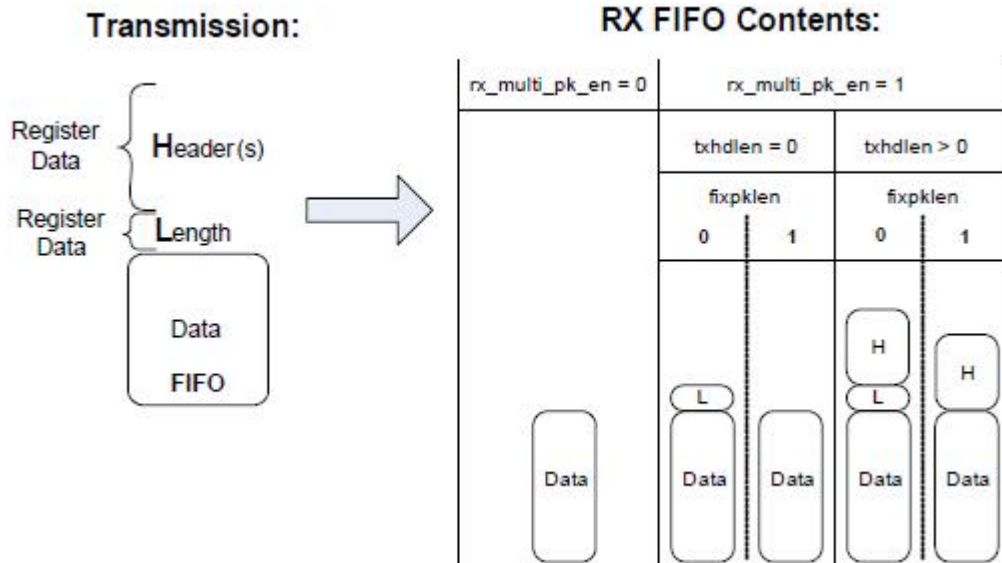 Transmission:
Register
Data
Header(s)
Register
Data
Length
Data
FIFO
RX FIFO Contents:
rx_multi_pk_en = 0
rx_multi_pk_en = 1
txhdlen = 0
txhdlen > 0
fixpklen
fixpklen
0
1
0
1
H
H
L
L
Data
Data
Data
Data
Data